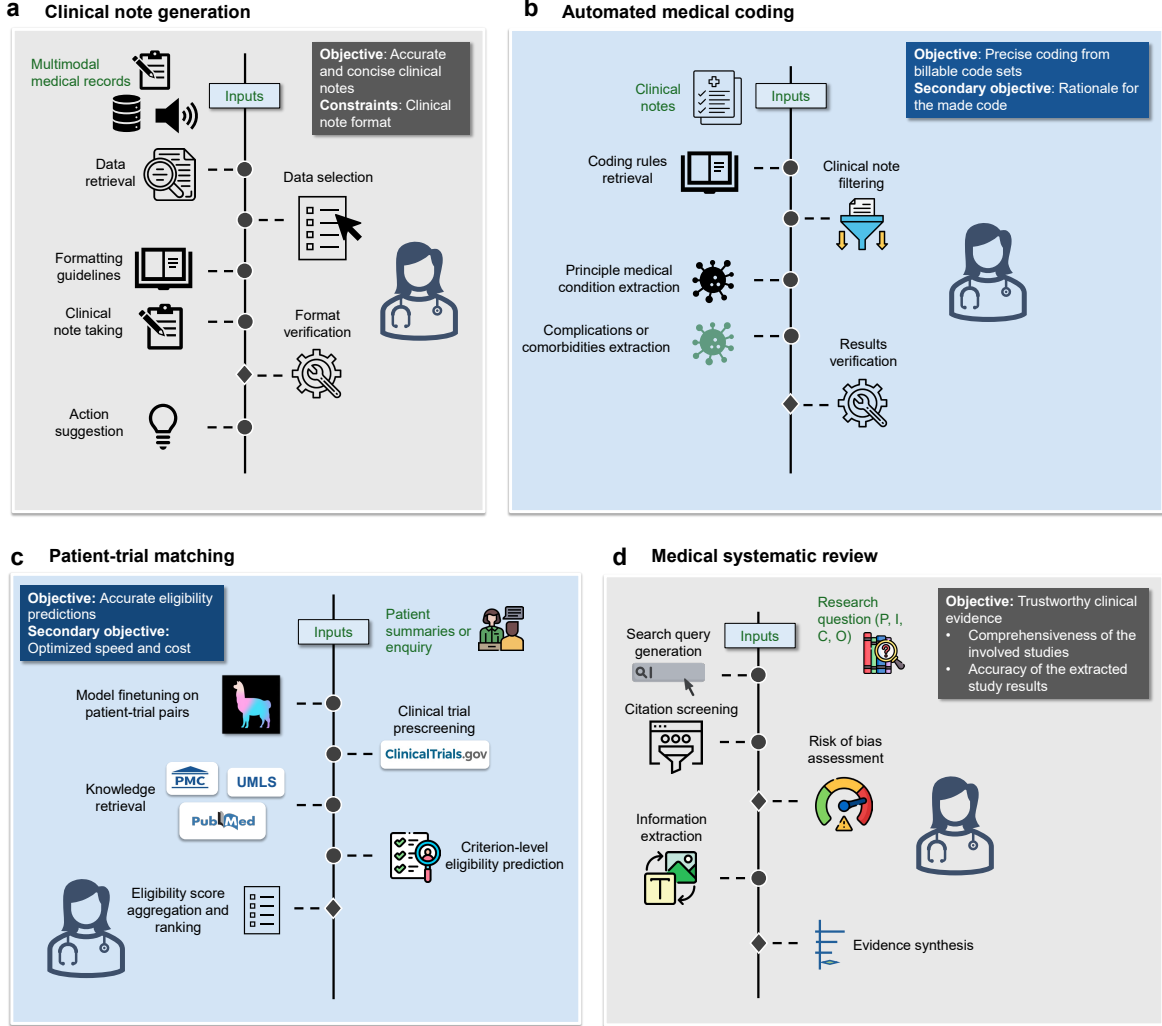 a Clinical note generation
Multimodal
medical records
Inputs
Objective: Accurate
and concise clinical
notes
Constraints: Clinical
note format
Data
retrieval
Data selection
Formatting
guidelines
Clinical
note taking
Format
verification
Action
suggestion
b Automated medical coding
Clinical
notes
Inputs
Objective: Precise coding from
billable code sets
Secondary objective: Rationale for
the made code
Coding rules
retrieval
Clinical note
filtering
Principle medical
condition extraction
Complications or
comorbidities extraction
Results
verification
c Patient-trial matching
Objective: Accurate eligibility
predictions
Secondary objective:
Optimized speed and cost
Inputs
Patient
summaries or
enquiry
Model finetuning on
patient-trial pairs
Clinical trial
prescreening
ClinicalTrials.gov
Knowledge
retrieval
PMC
UMLS
PubMed
Criterion-level
eligibility prediction
Eligibility score
aggregation and
ranking
d Medical systematic review
Search query
generation
Inputs
Research
question (P, I,
C, O)
Objective: Trustworthy clinical
evidence
• Comprehensiveness of the
involved studies
• Accuracy of the extracted
study results
Citation screening
Risk of bias
assessment
Information
extraction
T
Evidence synthesis